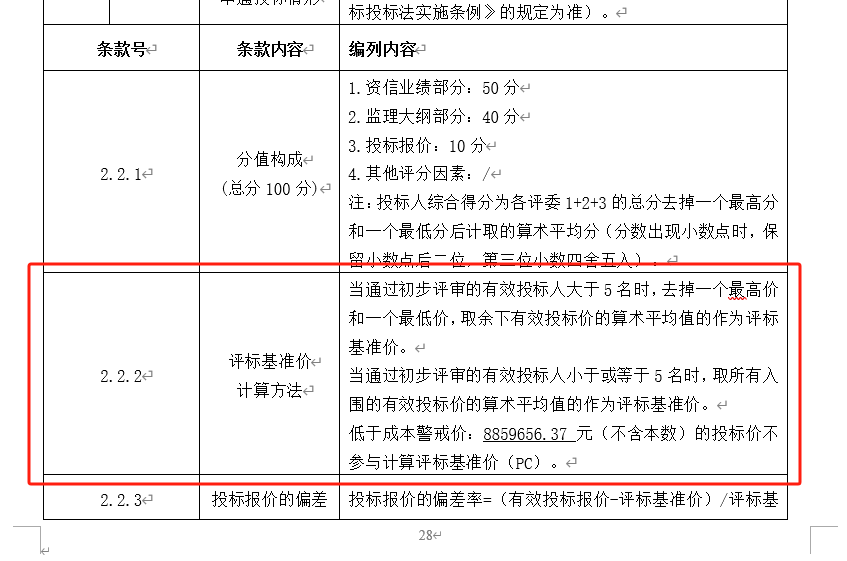 标投标法实施条例》的规定为准）。
条款号 条款内容 编列内容
2.2.1
分值构成
(总分 100 分)
1.资信业绩部分：50 分
2.监理大纲部分：40 分
3.投标报价：10 分
4.其他评分因素：/
注：投标人综合得分为各评委 1+2+3 的总分去掉一个最高分
和一个最低分后计取的算术平均分（分数出现小数点时，保
留小数点后二位，第三位小数四舍五入）。
2.2.2
评标基准价
计算方法
当通过初步评审的有效投标人大于 5 名时，去掉一个最高价
和一个最低价，取余下有效投标价的算术平均值的作为评标
基准价。
当通过初步评审的有效投标人小于或等于 5 名时，取所有入
围的有效投标价的算术平均值的作为评标基准价。
低于成本警戒价：8859656.37 元（不含本数）的投标价不
参与计算评标基准价（PC）。
2.2.3 投标报价的偏差 投标报价的偏差率=（有效投标报价-评标基准价）/评标基
28